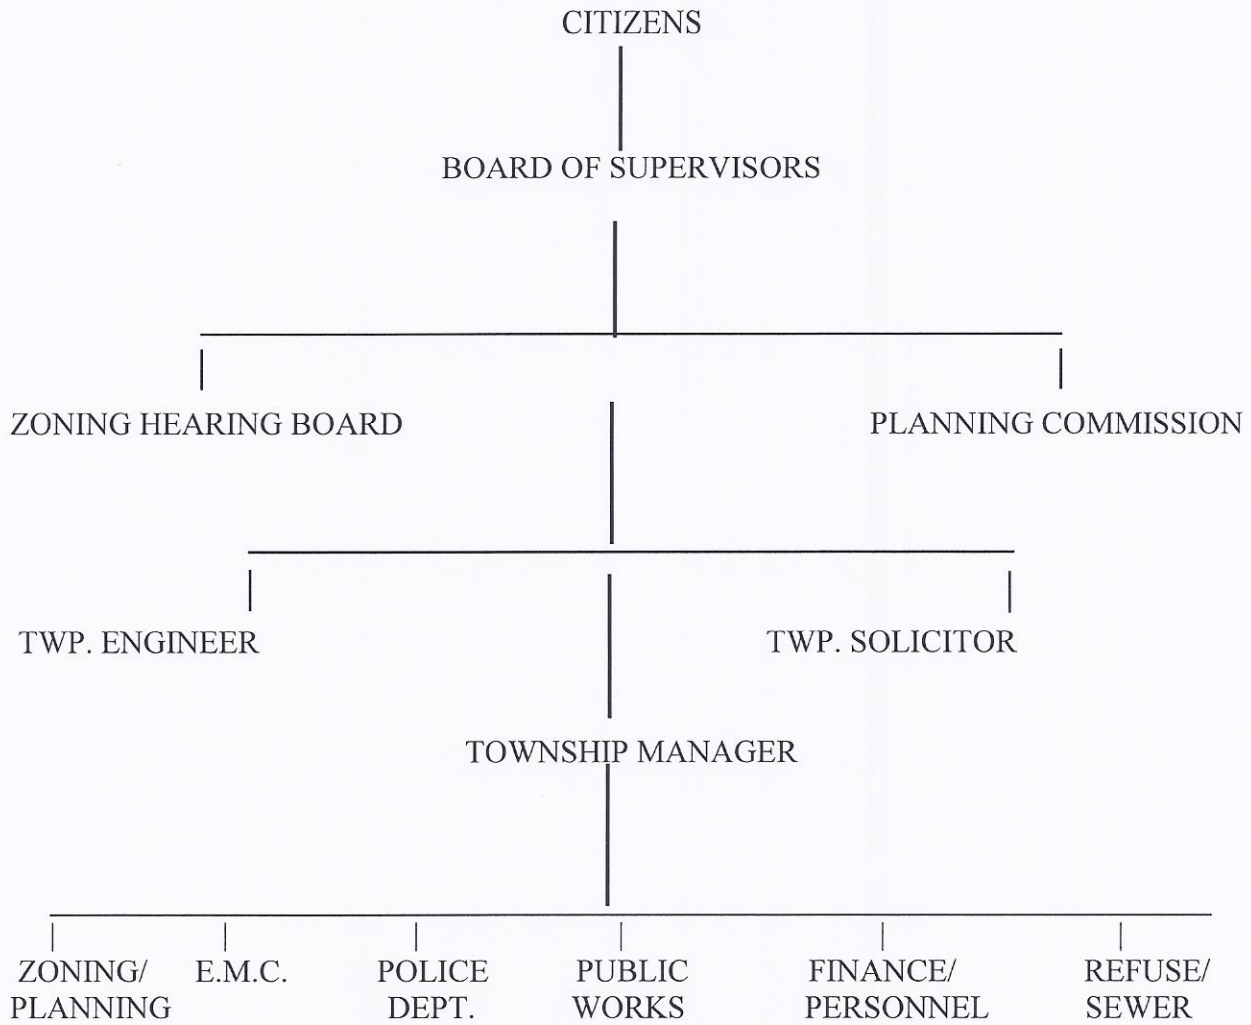 CITIZENS
BOARD OF SUPERVISORS
ZONING HEARING BOARD
PLANNING COMMISSION
TWP. ENGINEER
TWP. SOLICITOR
TOWNSHIP MANAGER
ZONING/
PLANNING
E.M.C.
POLICE
DEPT.
PUBLIC
WORKS
FINANCE/
PERSONNEL
REFUSE/
SEWER